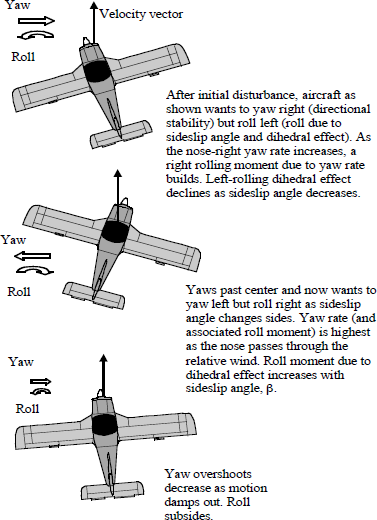 Yaw
Velocity vector
Roll
After initial disturbance, aircraft as
shown wants to yaw right (directional
stability) but roll left (roll due to
sideslip angle and dihedral effect). As
the nose-right yaw rate increases, a
right rolling moment due to yaw rate
builds. Left-rolling dihedral effect
declines as sideslip angle decreases.
Yaw
Roll
Yaws past center and now wants to
yaw left but roll right as sideslip
angle changes sides. Yaw rate (and
associated roll moment) is highest
as the nose passes through the
relative wind. Roll moment due to
dihedral effect increases with
sideslip angle, β.
Yaw
Roll
Yaw overshoots
decrease as motion
damps out. Roll
subsides.